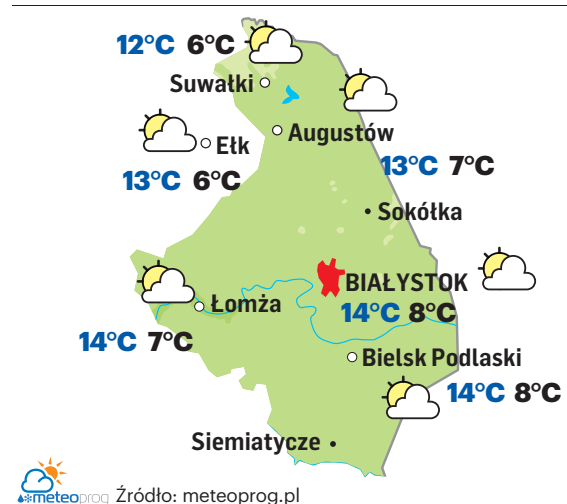 12°C 6°C
Suwałki
Augustów
Ełk
13°C 6°C
13°C 7°C
Sokółka
BIAŁYSTOK
14°C 8°C
Łomża
14°C 7°C
Bielsk Podlaski
14°C 8°C
Siemiatycze
meteoprog Źródło: meteoprog.pl